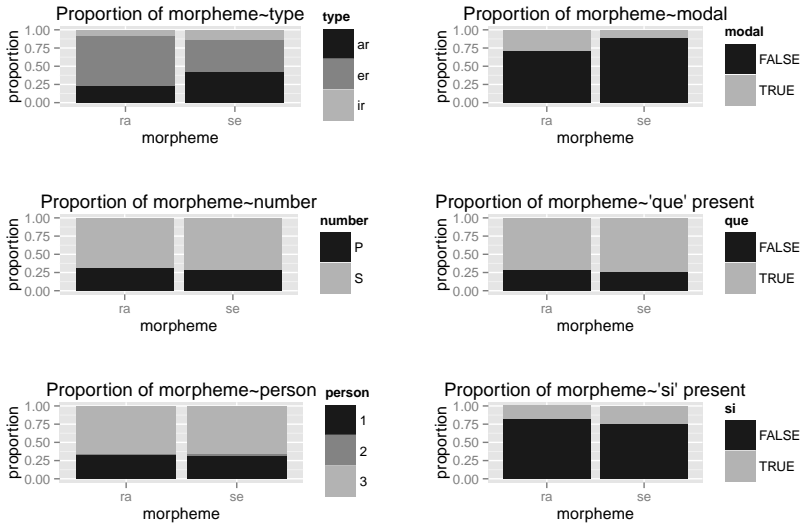 Proportion of morpheme~type
proportion
1.00
0.75
0.50
0.25
0.00
ra
se
morpheme
type
ar
er
ir
Proportion of morpheme~modal
proportion
1.00
0.75
0.50
0.25
0.00
ra
se
morpheme
modal
FALSE
TRUE
Proportion of morpheme~number
proportion
1.00
0.75
0.50
0.25
0.00
ra
se
morpheme
number
P
S
Proportion of morpheme~'que' present
proportion
1.00
0.75
0.50
0.25
0.00
ra
se
morpheme
que
FALSE
TRUE
Proportion of morpheme~person
proportion
1.00
0.75
0.50
0.25
0.00
ra
se
morpheme
person
1
2
3
Proportion of morpheme~'si' present
proportion
1.00
0.75
0.50
0.25
0.00
ra
se
morpheme
si
FALSE
TRUE